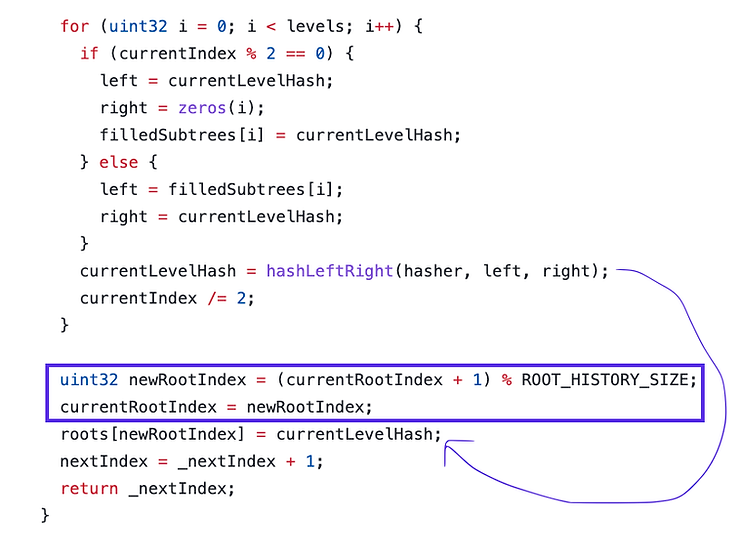 for (uint32 i = 0; i < levels; i++) {
if (currentIndex % 2 == 0) {
left = currentLevelHash;
right = zeros(i);
filledSubtrees[i] = currentLevelHash;
} else {
left = filledSubtrees[i];
right = currentLevelHash;
}
currentLevelHash = hashLeftRight(hasher, left, right);
currentIndex /= 2;
}
uint32 newRootIndex = (currentRootIndex + 1) % ROOT_HISTORY_SIZE;
currentRootIndex = newRootIndex;
roots[newRootIndex] = currentLevelHash;
nextIndex = _nextIndex + 1;
return _nextIndex;
}